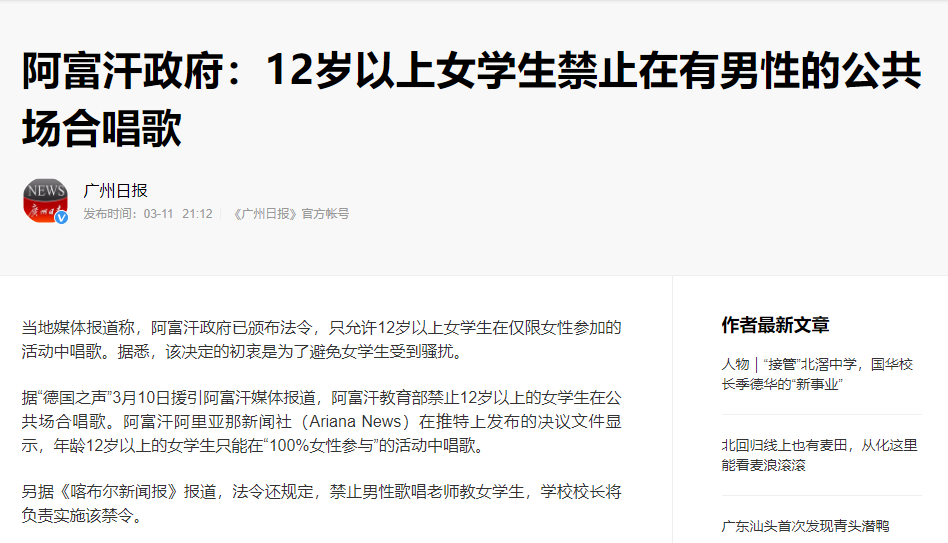 阿富汗政府：12岁以上女学生禁止在有男性的公共
场合唱歌
NEWS
广州日报
广州日报
发布时间：03-11 21:12 《广州日报》官方帐号
当地媒体报道称，阿富汗政府已颁布法令，只允许12岁以上女学生在仅限女性参加的
活动中唱歌。据悉，该决定的初衷是为了避免女学生受到骚扰。
据“德国之声”3月10日援引阿富汗媒体报道，阿富汗教育部禁止12岁以上的女学生在公
共场合唱歌。阿富汗阿里亚那新闻社（Ariana News）在推特上发布的决议文件显
示，年龄12岁以上的女学生只能在“100%女性参与”的活动中唱歌。
另据《喀布尔新闻报》报道，法令还规定，禁止男性歌唱老师教女学生，学校校长将
负责实施该禁令。
作者最新文章
人物｜“接管”北滘中学，国华校
长季德华的“新事业”
北回归线上也有麦田，从化这里
能看麦浪滚滚
广东汕头首次发现青头潜鸭